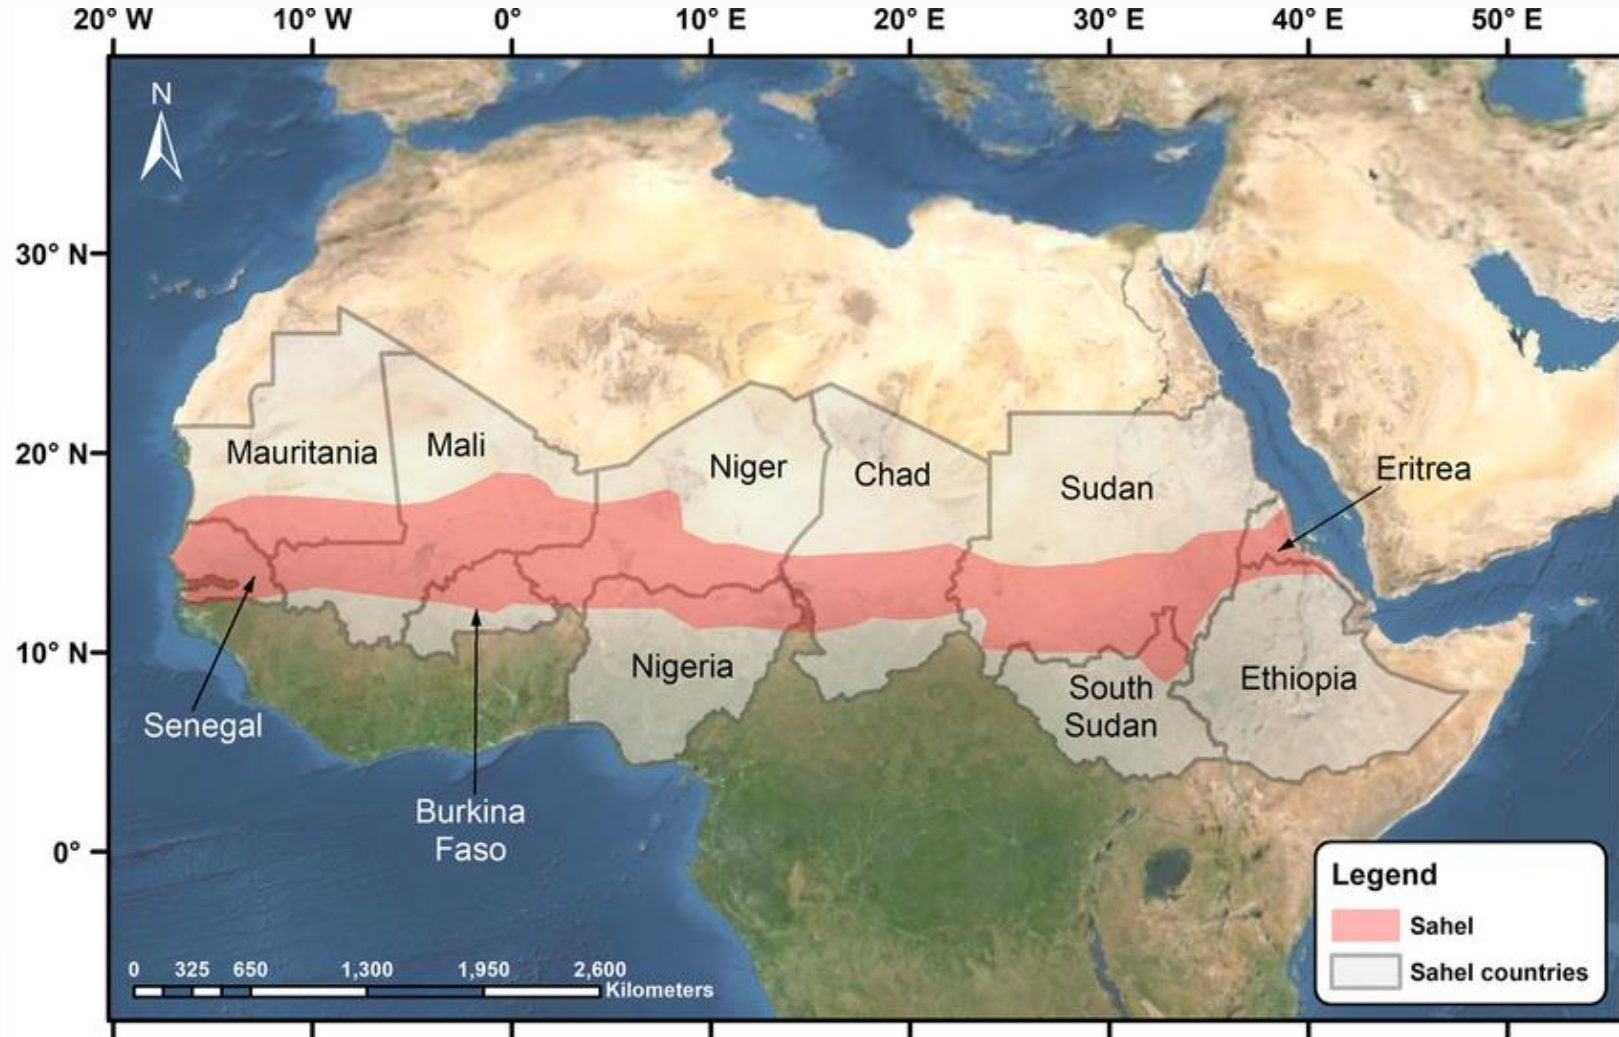 20° W 10° W 0° 10° E 20° E 30° E 40° E 50° E
N
30° N
20° N
10° N
0°
Mauritania
Mali
Niger
Chad
Sudan
Eritrea
Nigeria
South
Sudan
Ethiopia
Senegal
Burkina
Faso
Legend
Sahel
Sahel countries
0 325 650 1,300 1,950 2,600
Kilometers